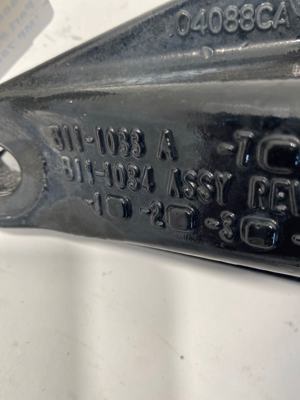 04088CA
811-1033 A -T
811-1034 ASSY REV
-1 -2 -3